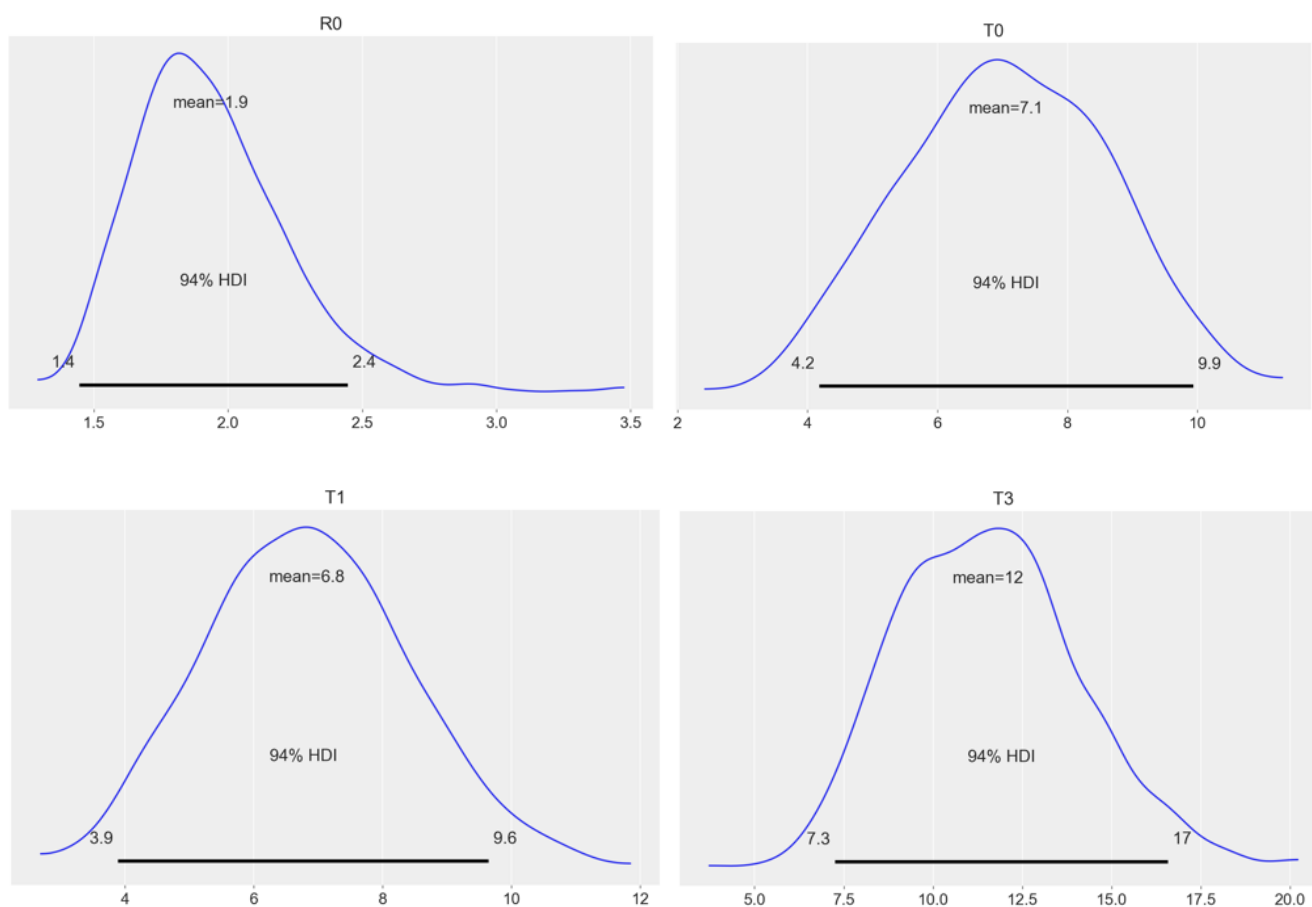 R0
mean=1.9
94% HDI
1.4
2.4
1.5 2.0 2.5 3.0 3.5
T0
mean=7.1
94% HDI
4.2
9.9
2 4 6 8 10
T1
mean=6.8
94% HDI
3.9
9.6
4 6 8 10 12
T3
mean=12
94% HDI
7.3
17
5.0 7.5 10.0 12.5 15.0 17.5 20.0